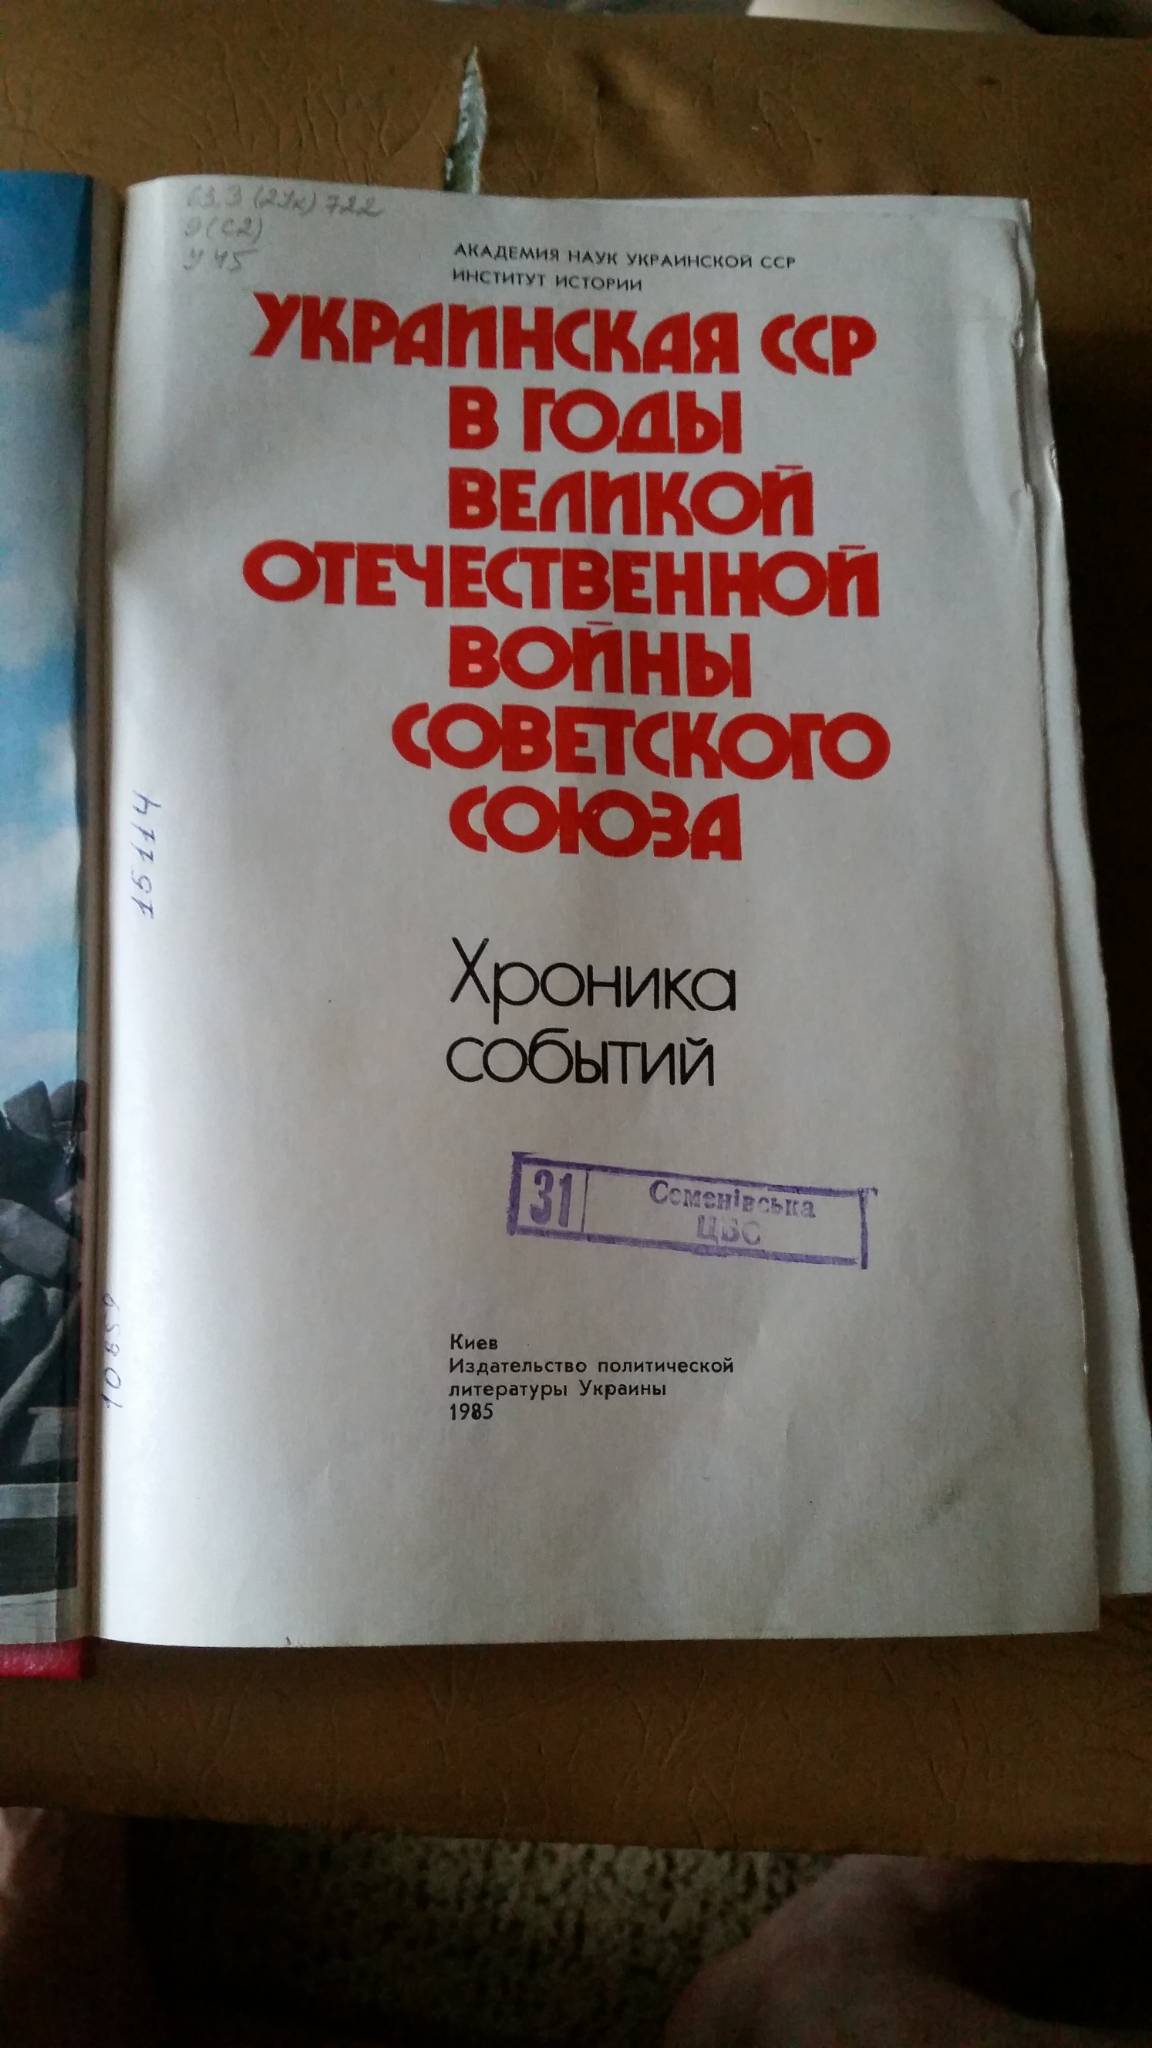 63.3(2Ук)722
9(С2)
У45
АКАДЕМИЯ НАУК УКРАИНСКОЙ ССР
ИНСТИТУТ ИСТОРИИ
УКРАИНСКАЯ ССР
В ГОДЫ
ВЕЛИКОЙ
ОТЕЧЕСТВЕННОЙ
ВОЙНЫ
СОВЕТСКОГО
СОЮЗА
15114
Хроника
событий
31 Семенівська
ЦБС
10859
Киев
Издательство политической
литературы Украины
1985